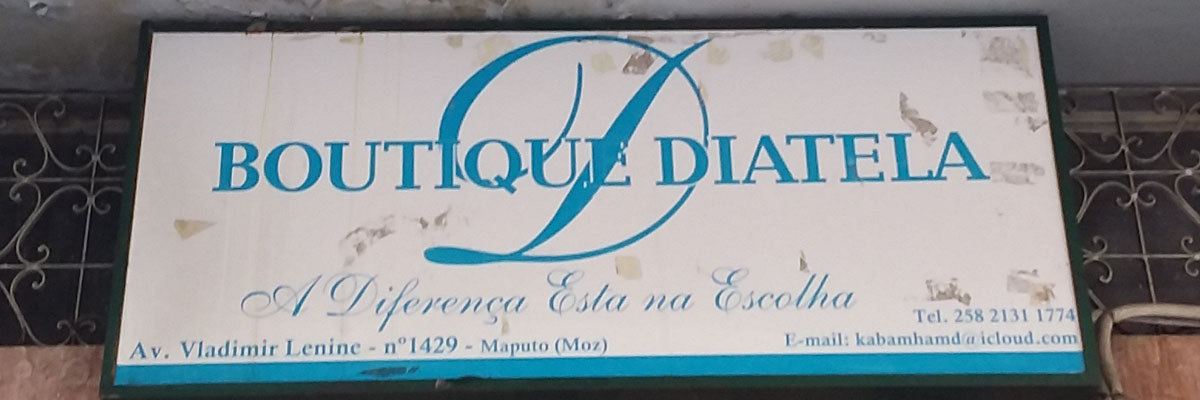 D
BOUTIQUE DIATELA
A Diferença Esta na Escolha
Tel. 258 2131 1774
Av. Vladimir Lenine - nº1429 - Maputo (Moz)
E-mail: kabamhamd@icloud.com